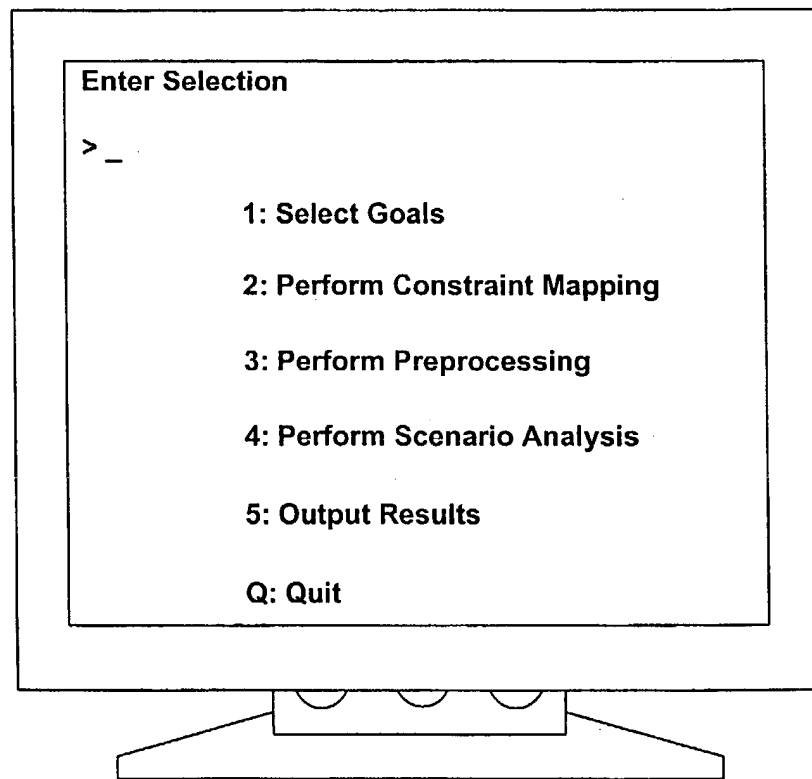 Enter Selection
> _
1: Select Goals
2: Perform Constraint Mapping
3: Perform Preprocessing
4: Perform Scenario Analysis
5: Output Results
Q: Quit